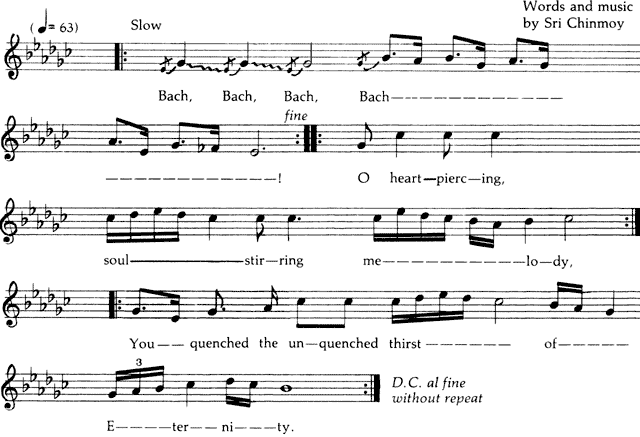 (♩= 63) Slow Words and music
by Sri Chinmoy
Bach, Bach, Bach, Bach — — — — — — — — —
fine
— — — — — — — — — — — — ! O heart—pierc—ing,
soul — — — — — stir—ring me — — — — — — — — — lo—dy,
You — — quenched the un—quenched thirst — — — — — of — — — —
3
E — — — — ter — — ni — — ty.
D.C. al fine
without repeat